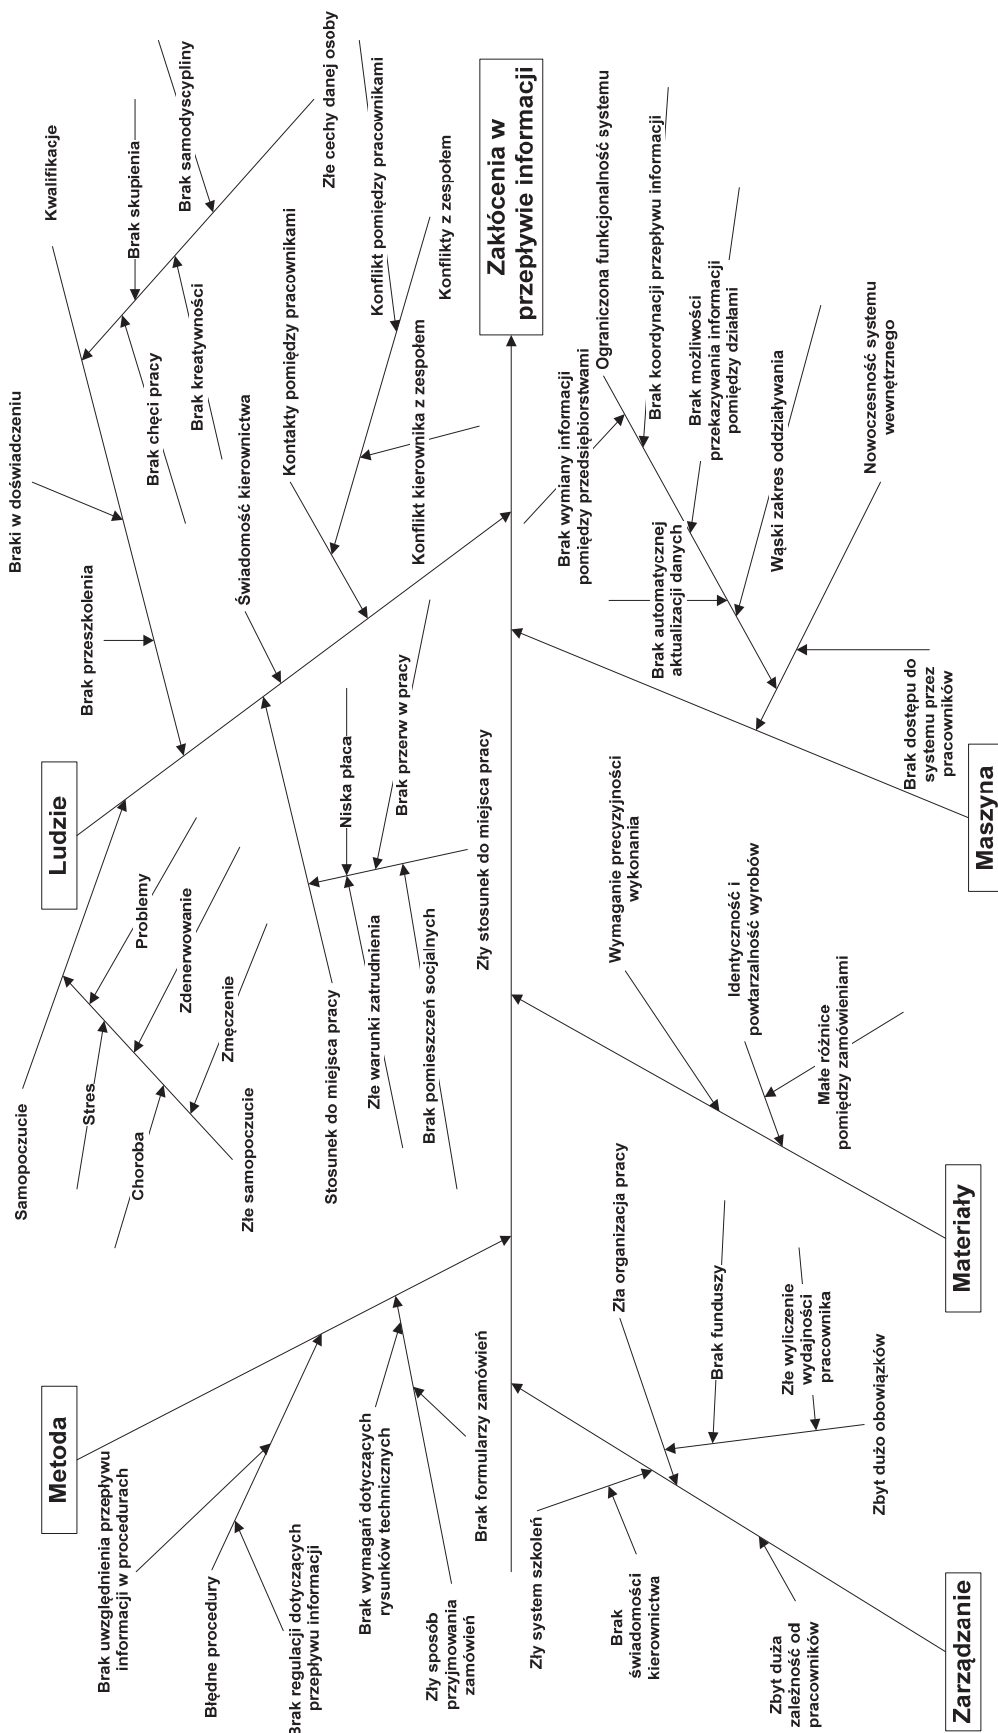 Metoda
Brak uwzględnienia przepływu
informacji w procedurach
Błędne procedury
Brak regulacji dotyczących
przepływu informacji
Brak wymagań dotyczących
rysunków technicznych
Zły sposób
przyjmowania
zamówień
Brak formularzy zamówień
Ludzie
Samopoczucie
Stres
Choroba
Złe samopoczucie
Problemy
Zdenerwowanie
Zmęczenie
Stosunek do miejsca pracy
Złe warunki zatrudnienia
Brak pomieszczeń socjalnych
Niska płaca
Brak przerw w pracy
Zły stosunek do miejsca pracy
Braki w doświadczeniu
Brak przeszkolenia
Kwalifikacje
Brak chęci pracy
Brak kreatywności
Brak skupienia
Brak samodyscypliny
Złe cechy danej osoby
Świadomość kierownictwa
Kontakty pomiędzy pracownikami
Konflikt kierownika z zespołem
Konflikt pomiędzy pracownikami
Konflikty z zespołem
Zakłócenia w
przepływie informacji
Zarządzanie
Zły system szkoleń
Brak
świadomości
kierownictwa
Zbyt duża
zależność od
pracowników
Zła organizacja pracy
Brak funduszy
Złe wyliczenie
wydajności
pracownika
Zbyt dużo obowiązków
Materiały
Wymaganie precyzyjności
wykonania
Identyczność i
powtarzalność wyrobów
Małe różnice
pomiędzy zamówieniami
Maszyna
Brak wymiany informacji
pomiędzy przedsiębiorstwami
Brak automatycznej
aktualizacji danych
Ograniczona funkcjonalność systemu
Brak koordynacji przepływu informacji
Brak możliwości
przekazywania informacji
pomiędzy działami
Wąski zakres oddziaływania
Nowoczesność systemu
wewnętrznego
Brak dostępu do
systemu przez
pracowników